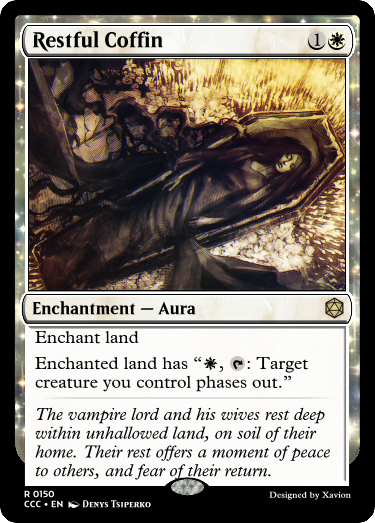 Restful Coffin 1
Enchantment — Aura
Enchant land
Enchanted land has “, : Target
creature you control phases out.”
The vampire lord and his wives rest deep
within unhallowed land, on soil of their
home. Their rest offers a moment of peace
to others, and fear of their return.
R 0150
CCC • EN Denys Tsiperko
Designed by Xavion